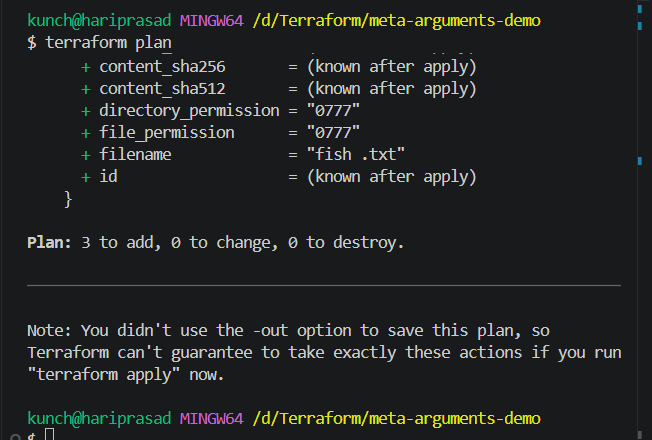 kunch@hariprasad MINGW64 /d/Terraform/meta-arguments-demo
$ terraform plan
+ content_sha256 = (known after apply)
+ content_sha512 = (known after apply)
+ directory_permission = "0777"
+ file_permission = "0777"
+ filename = "fish .txt"
+ id = (known after apply)
}
Plan: 3 to add, 0 to change, 0 to destroy.
Note: You didn't use the -out option to save this plan, so
Terraform can't guarantee to take exactly these actions if you run
"terraform apply" now.
kunch@hariprasad MINGW64 /d/Terraform/meta-arguments-demo
$